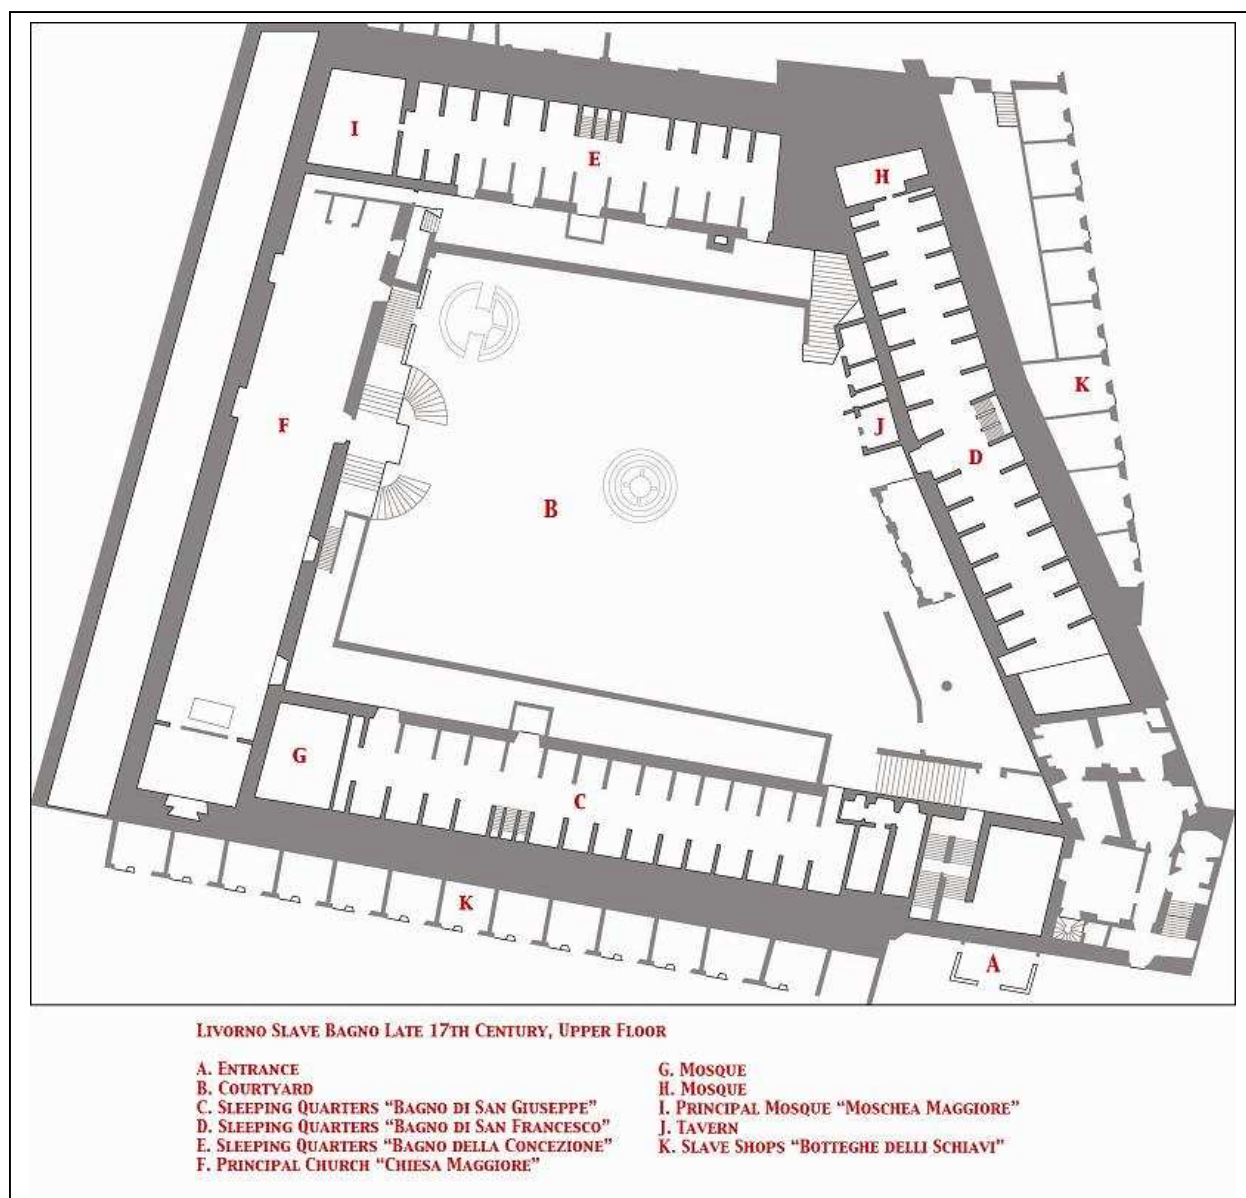 I
E
H
K
F
J
D
B
G
C
K
A
LIVORNO SLAVE BAGNO LATE 17TH CENTURY, UPPER FLOOR
A. ENTRANCE
B. COURTYARD
C. SLEEPING QUARTERS “BAGNO DI SAN GIUSEPPE”
D. SLEEPING QUARTERS “BAGNO DI SAN FRANCESCO”
E. SLEEPING QUARTERS “BAGNO DELLA CONCEZIONE”
F. PRINCIPAL CHURCH “CHIESA MAGGIORE”
G. MOSQUE
H. MOSQUE
I. PRINCIPAL MOSQUE “MOSCHEA MAGGIORE”
J. TAVERN
K. SLAVE SHOPS “BOTTEGHE DELLI SCHIAVI”